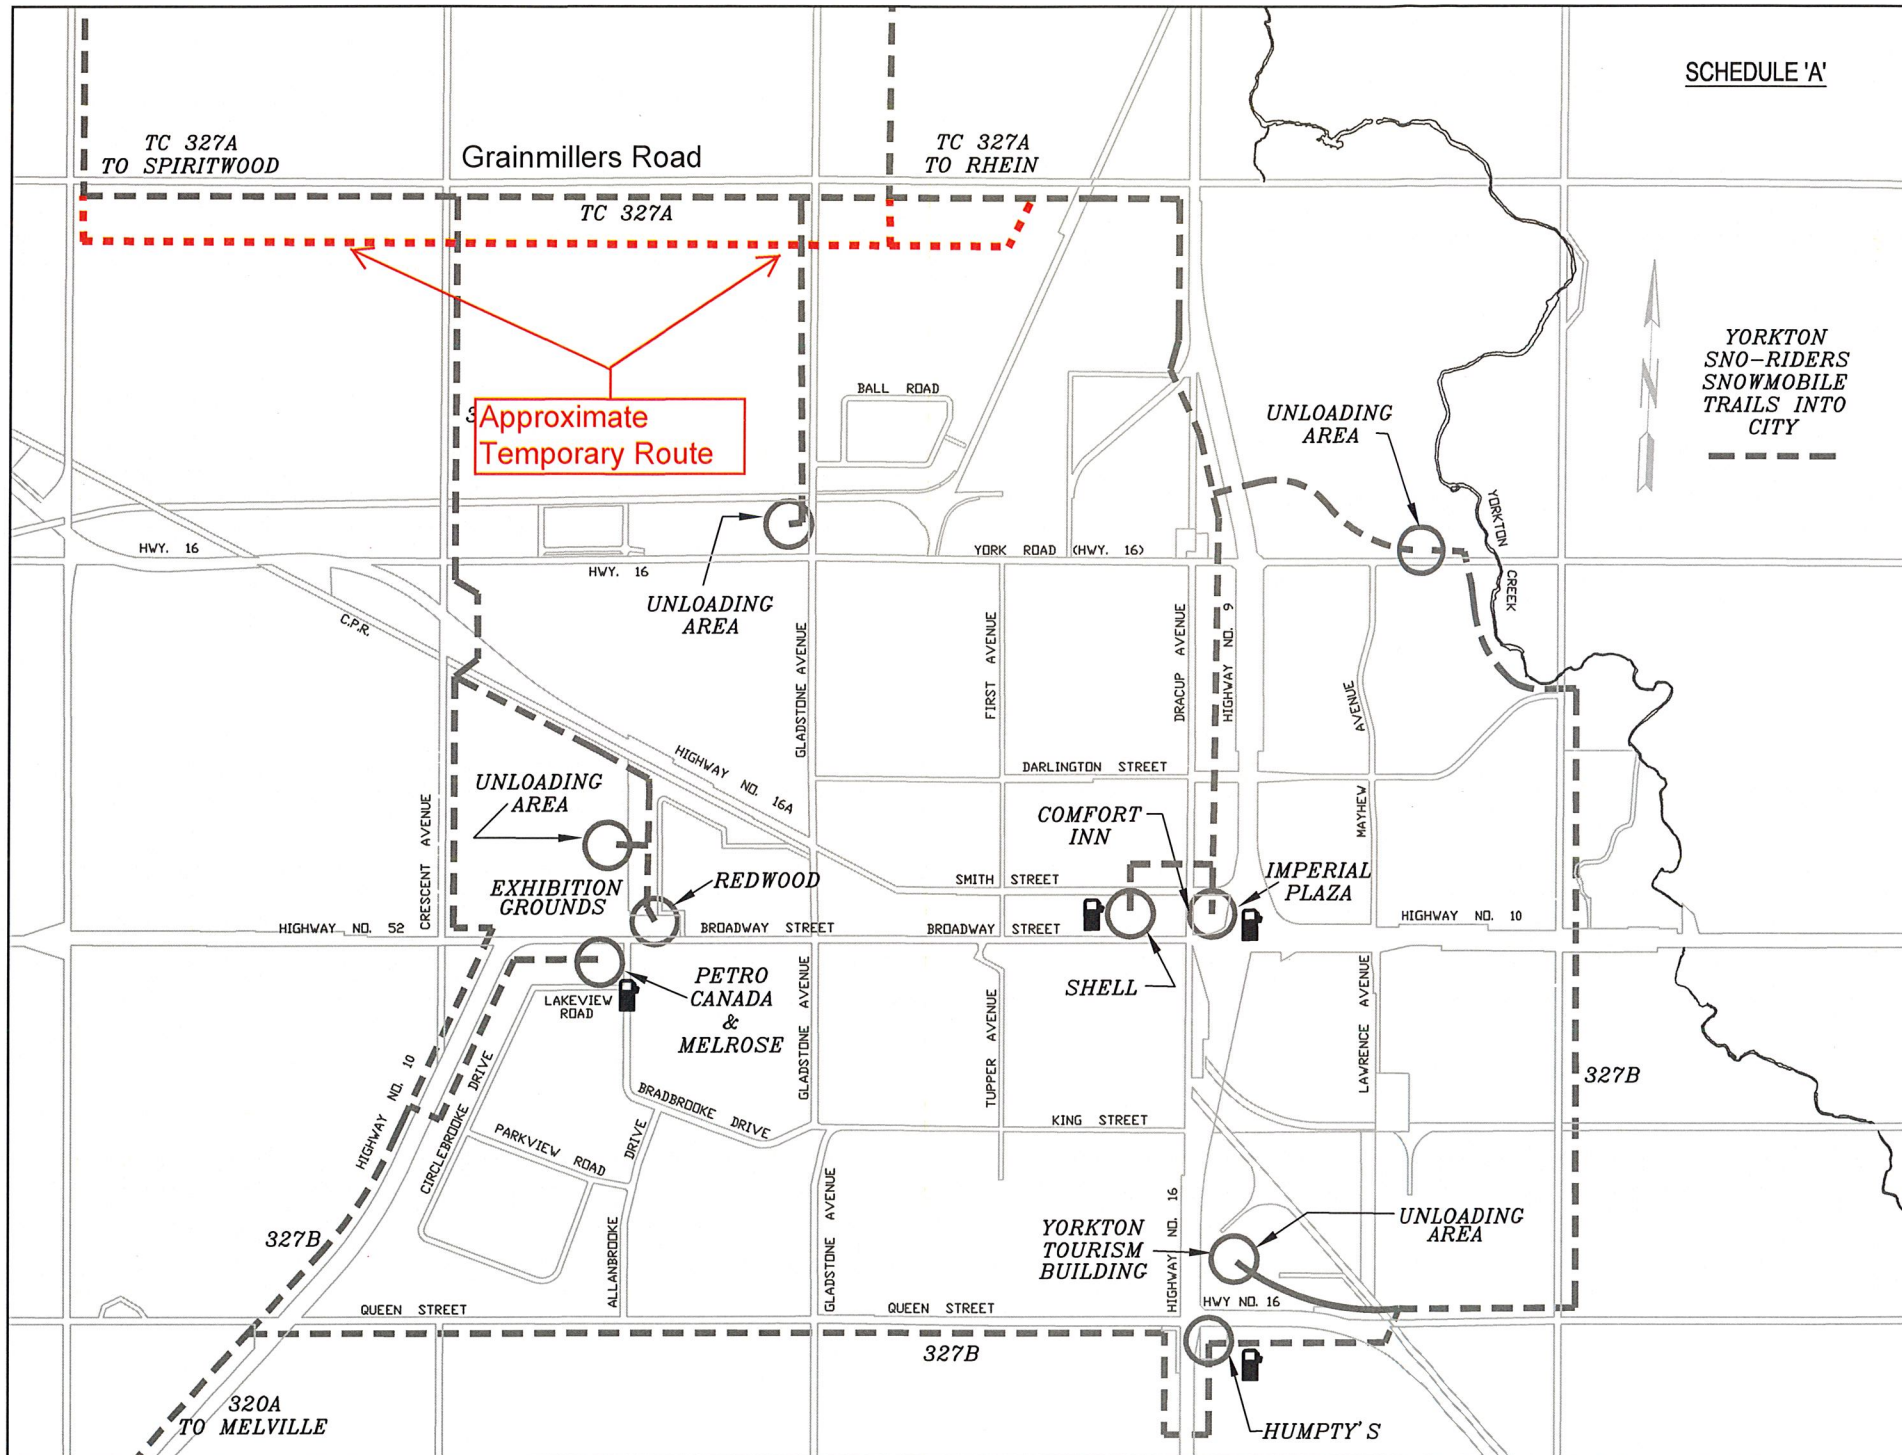 SCHEDULE 'A'
TC 327A
TO SPIRITWOOD
Grainmillers Road
TC 327A
TO RHEIN
TC 327A
YORKTON
SNO-RIDERS
SNOWMOBILE
TRAILS INTO
CITY
N
Approximate
Temporary Route
BALL ROAD
UNLOADING
AREA
YORKTON
CREEK
HWY. 16
HWY. 16
YORK ROAD (HWY. 16)
UNLOADING
AREA
C.P.R.
GLADSTONE AVENUE
FIRST AVENUE
DRACUP AVENUE
HIGHWAY NO. 9
AVENUE
MAYHEW
HIGHWAY NO. 16A
DARLINGTON STREET
UNLOADING
AREA
CRESCENT AVENUE
COMFORT
INN
IMPERIAL
PLAZA
EXHIBITION
GROUNDS
REDWOOD
SMITH STREET
HIGHWAY NO. 52
BROADWAY STREET
BROADWAY STREET
HIGHWAY NO. 10
PETRO
CANADA
&
MELROSE
LAKEVIEW
ROAD
SHELL
GLADSTONE AVENUE
TUPPER AVENUE
LAWRENCE AVENUE
327B
HIGHWAY NO. 10
CIRCLEBROOKE DRIVE
BRADBROOKE DRIVE
KING STREET
PARKVIEW ROAD
ALLANBROOKE DRIVE
GLADSTONE AVENUE
HIGHWAY NO. 16
327B
YORKTON
TOURISM
BUILDING
UNLOADING
AREA
QUEEN STREET
QUEEN STREET
HWY NO. 16
327B
320A
TO MELVILLE
HUMPTY'S